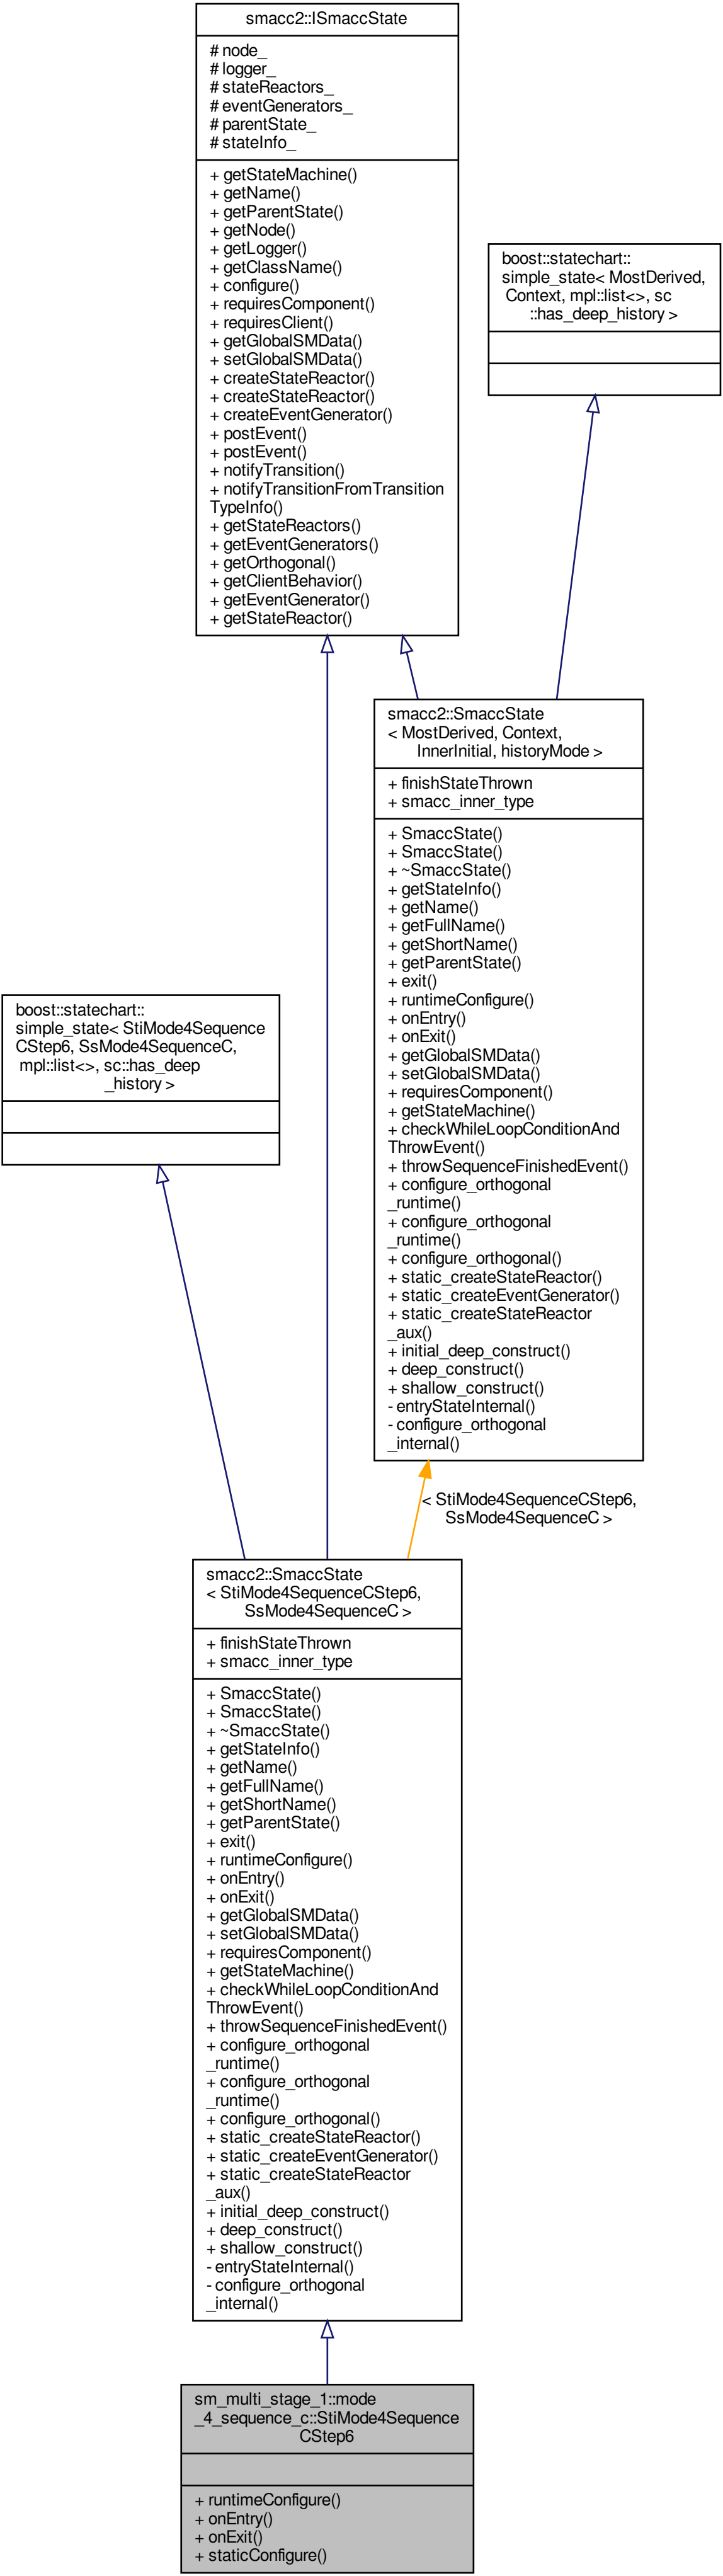 smacc2::ISmaccState
# node_
# logger_
# stateReactors_
# eventGenerators_
# parentState_
# stateInfo_
+ getStateMachine()
+ getName()
+ getParentState()
+ getNode()
+ getLogger()
+ getClassName()
+ configure()
+ requiresComponent()
+ requiresClient()
+ getGlobalSMData()
+ setGlobalSMData()
+ createStateReactor()
+ createStateReactor()
+ createEventGenerator()
+ postEvent()
+ postEvent()
+ notifyTransition()
+ notifyTransitionFromTransition
TypeInfo()
+ getStateReactors()
+ getEventGenerators()
+ getOrthogonal()
+ getClientBehavior()
+ getEventGenerator()
+ getStateReactor()
boost::statechart::
simple_state< MostDerived,
Context, mpl::list<>, sc
::has_deep_history >
smacc2::SmaccState
< MostDerived, Context,
InnerInitial, historyMode >
+ finishStateThrown
+ smacc_inner_type
+ SmaccState()
+ SmaccState()
+ ~SmaccState()
+ getStateInfo()
+ getName()
+ getFullName()
+ getShortName()
+ getParentState()
+ exit()
+ runtimeConfigure()
+ onEntry()
+ onExit()
+ getGlobalSMData()
+ setGlobalSMData()
+ requiresComponent()
+ getStateMachine()
+ checkWhileLoopConditionAnd
ThrowEvent()
+ throwSequenceFinishedEvent()
+ configure_orthogonal
_runtime()
+ configure_orthogonal
_runtime()
+ configure_orthogonal()
+ static_createStateReactor()
+ static_createEventGenerator()
+ static_createStateReactor
_aux()
+ initial_deep_construct()
+ deep_construct()
+ shallow_construct()
- entryStateInternal()
- configure_orthogonal
_internal()
boost::statechart::
simple_state< StiMode4Sequence
CStep6, SsMode4SequenceC,
mpl::list<>, sc::has_deep
_history >
< StiMode4SequenceCStep6,
SsMode4SequenceC >
smacc2::SmaccState
< StiMode4SequenceCStep6,
SsMode4SequenceC >
+ finishStateThrown
+ smacc_inner_type
+ SmaccState()
+ SmaccState()
+ ~SmaccState()
+ getStateInfo()
+ getName()
+ getFullName()
+ getShortName()
+ getParentState()
+ exit()
+ runtimeConfigure()
+ onEntry()
+ onExit()
+ getGlobalSMData()
+ setGlobalSMData()
+ requiresComponent()
+ getStateMachine()
+ checkWhileLoopConditionAnd
ThrowEvent()
+ throwSequenceFinishedEvent()
+ configure_orthogonal
_runtime()
+ configure_orthogonal
_runtime()
+ configure_orthogonal()
+ static_createStateReactor()
+ static_createEventGenerator()
+ static_createStateReactor
_aux()
+ initial_deep_construct()
+ deep_construct()
+ shallow_construct()
- entryStateInternal()
- configure_orthogonal
_internal()
sm_multi_stage_1::mode
_4_sequence_c::StiMode4Sequence
CStep6
+ runtimeConfigure()
+ onEntry()
+ onExit()
+ staticConfigure()